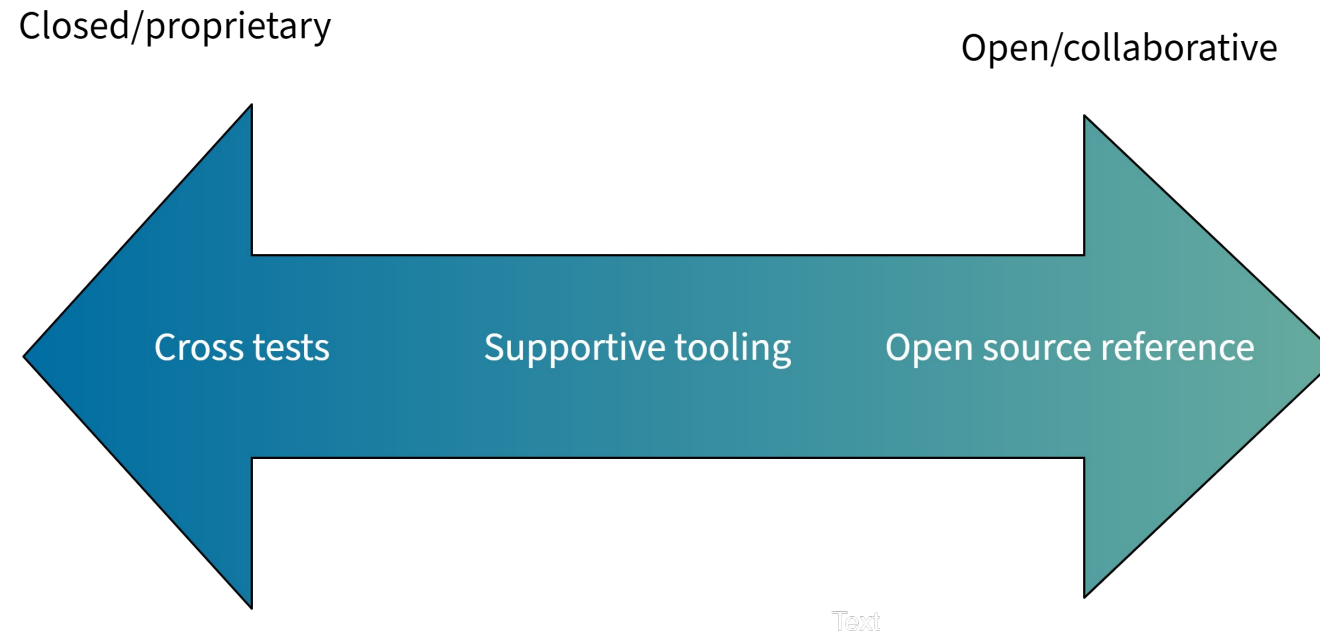 Closed/proprietary
Open/collaborative
Cross tests
Supportive tooling
Open source reference
Text